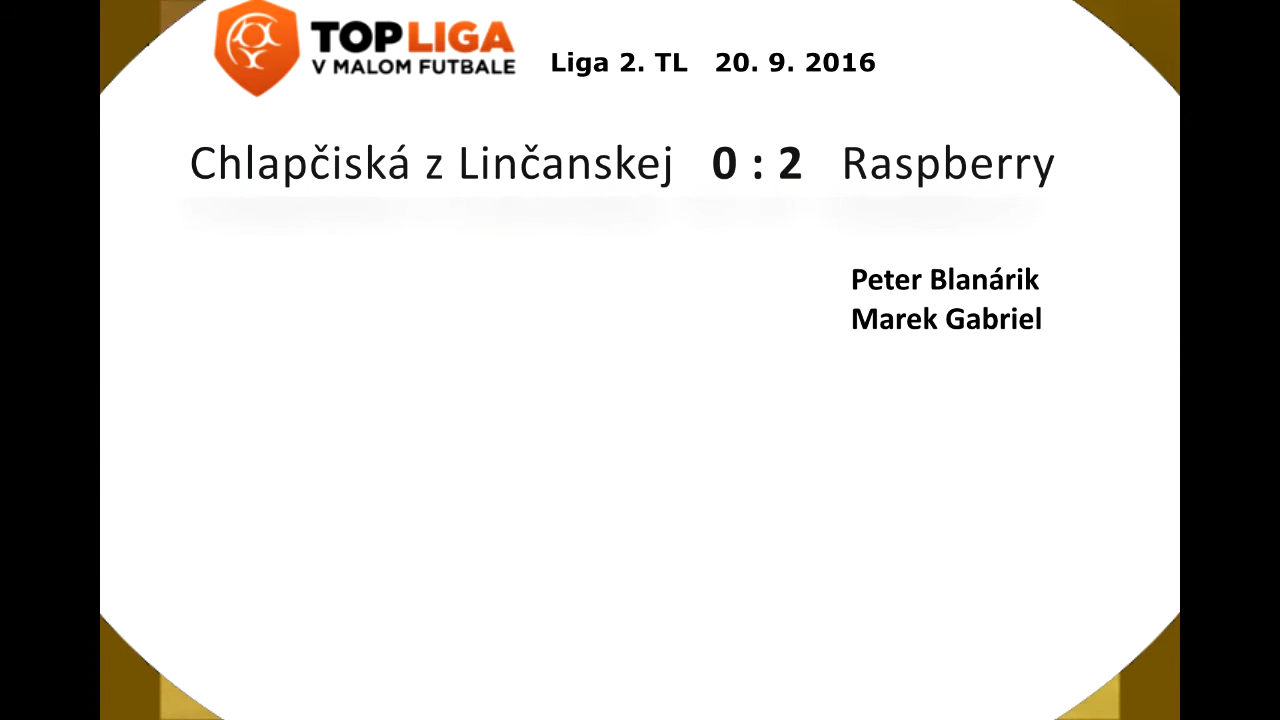 TOPLIGA
V MALOM FUTBALE
Liga 2. TL 20. 9. 2016
Chlapčiská z Linčanskej 0 : 2 Raspberry
Peter Blanárik
Marek Gabriel